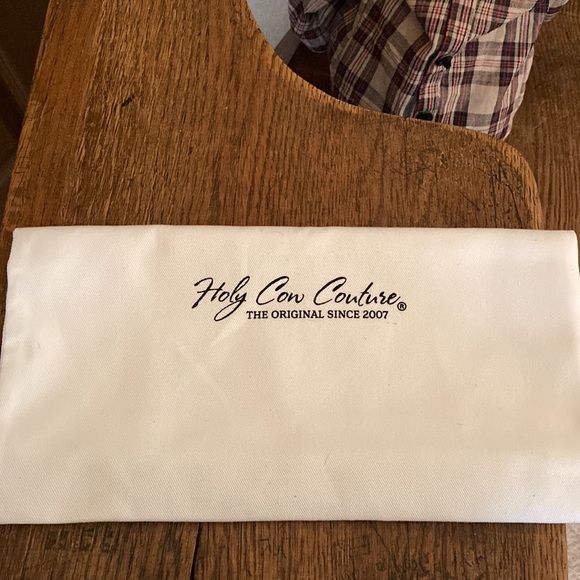 Holy Cow Couture®
THE ORIGINAL SINCE 2007